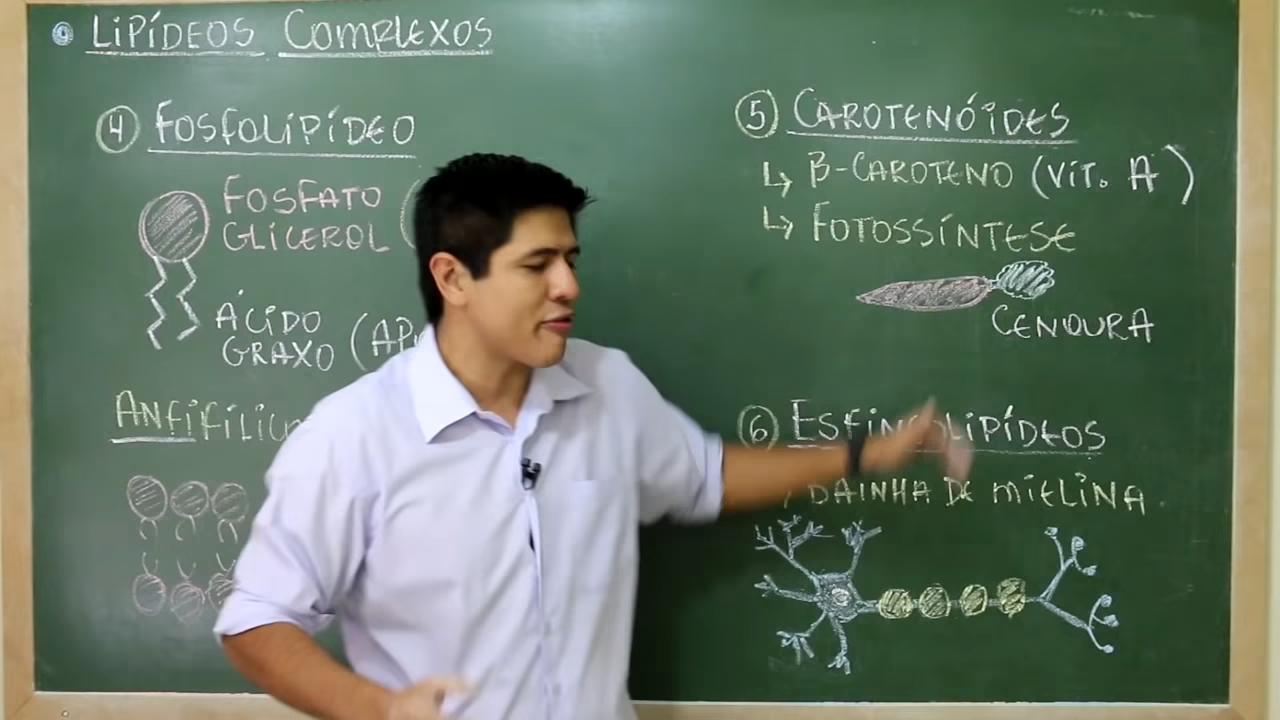 LIPÍDEOS COMPLEXOS
4 FOSFOLIPÍDEO
FOSFATO (
GLICEROL
ÁCIDO
GRAXO (AP
ANFIFÍLIC
5 CAROTENÓIDES
↳ β-CAROTENO (VIT. A)
↳ FOTOSSÍNTESE
CENOURA
6 ESFINGOLIPÍDEOS
BAINHA DE MIELINA